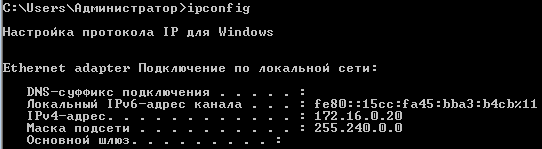 C:\Users\Администратор>ipconfig
Настройка протокола IP для Windows
Ethernet adapter Подключение по локальной сети:
DNS-суффикс подключения . . . . . :
Локальный IPv6-адрес канала . . . : fe80::15cc:fa45:bba3:b4cb%11
IPv4-адрес. . . . . . . . . . . . : 172.16.0.20
Маска подсети . . . . . . . . . . : 255.240.0.0
Основной шлюз. . . . . . . . . :